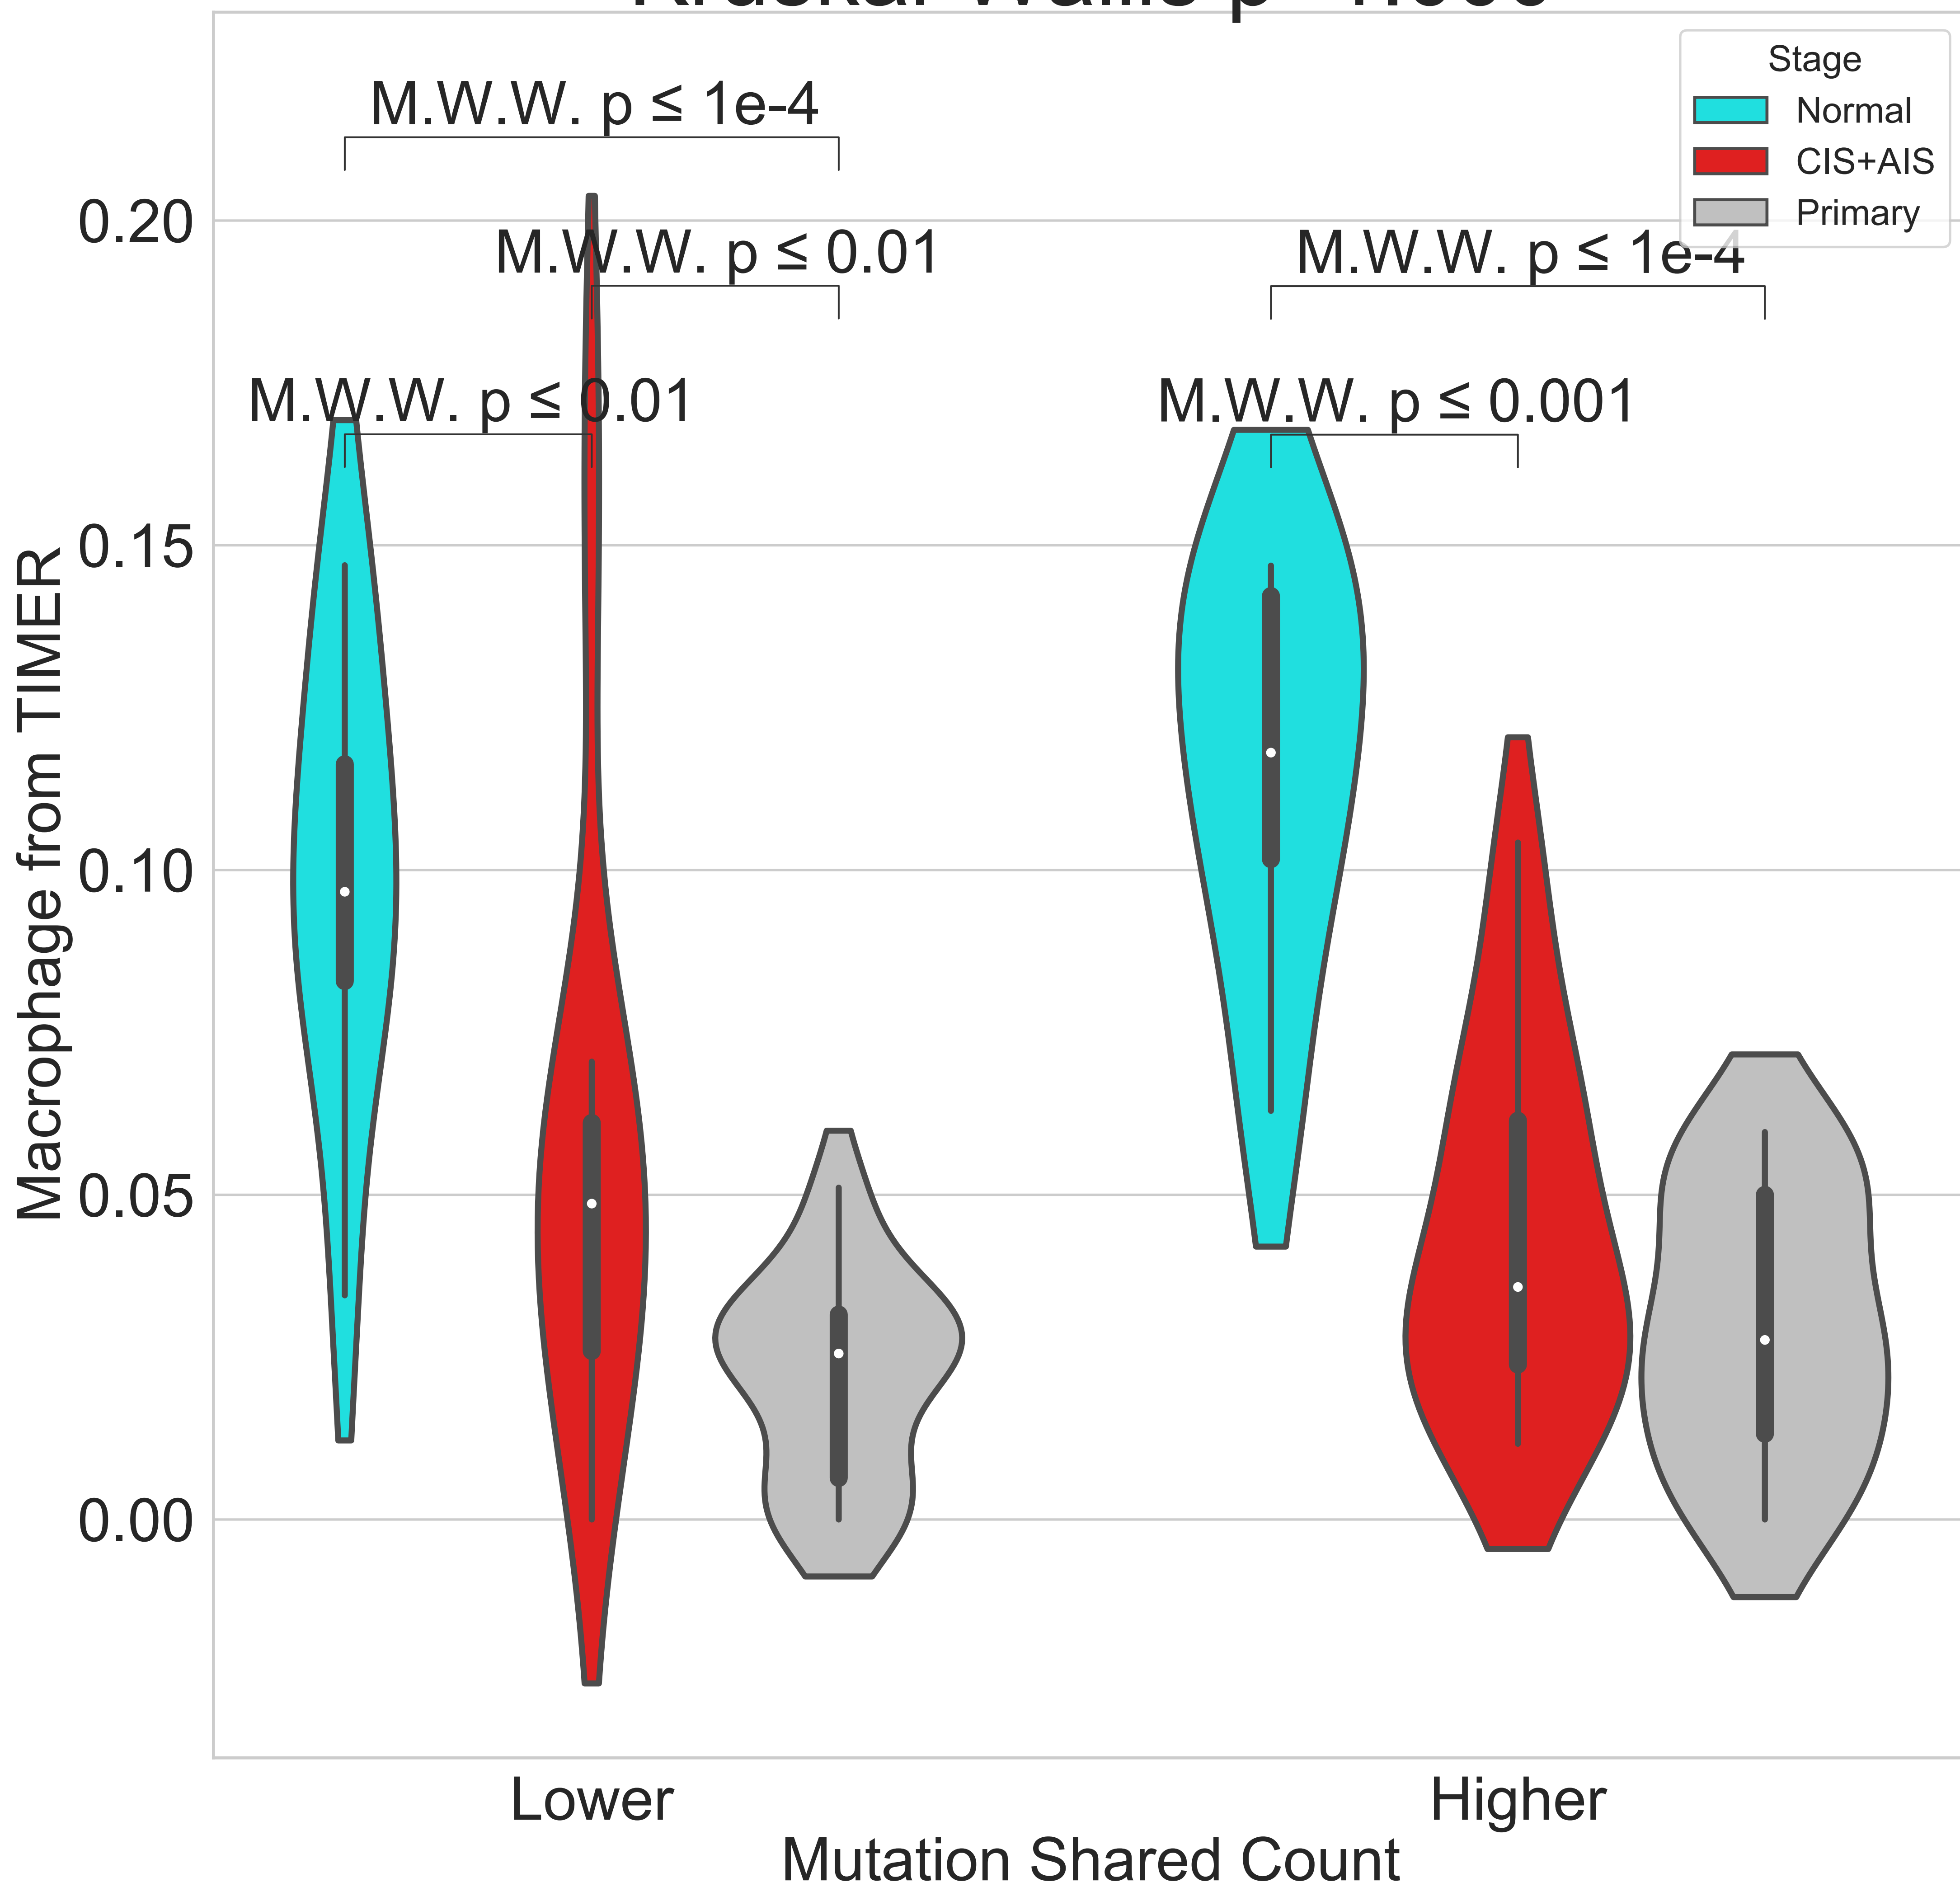 Stage
Normal
CIS+AIS
Primary
M.W.W. p ≤ 1e-4
M.W.W. p ≤ 0.01
M.W.W. p ≤ 1e-4
M.W.W. p ≤ 0.01
M.W.W. p ≤ 0.001
Macrophage from TIMER
0.20
0.15
0.10
0.05
0.00
Lower
Higher
Mutation Shared Count